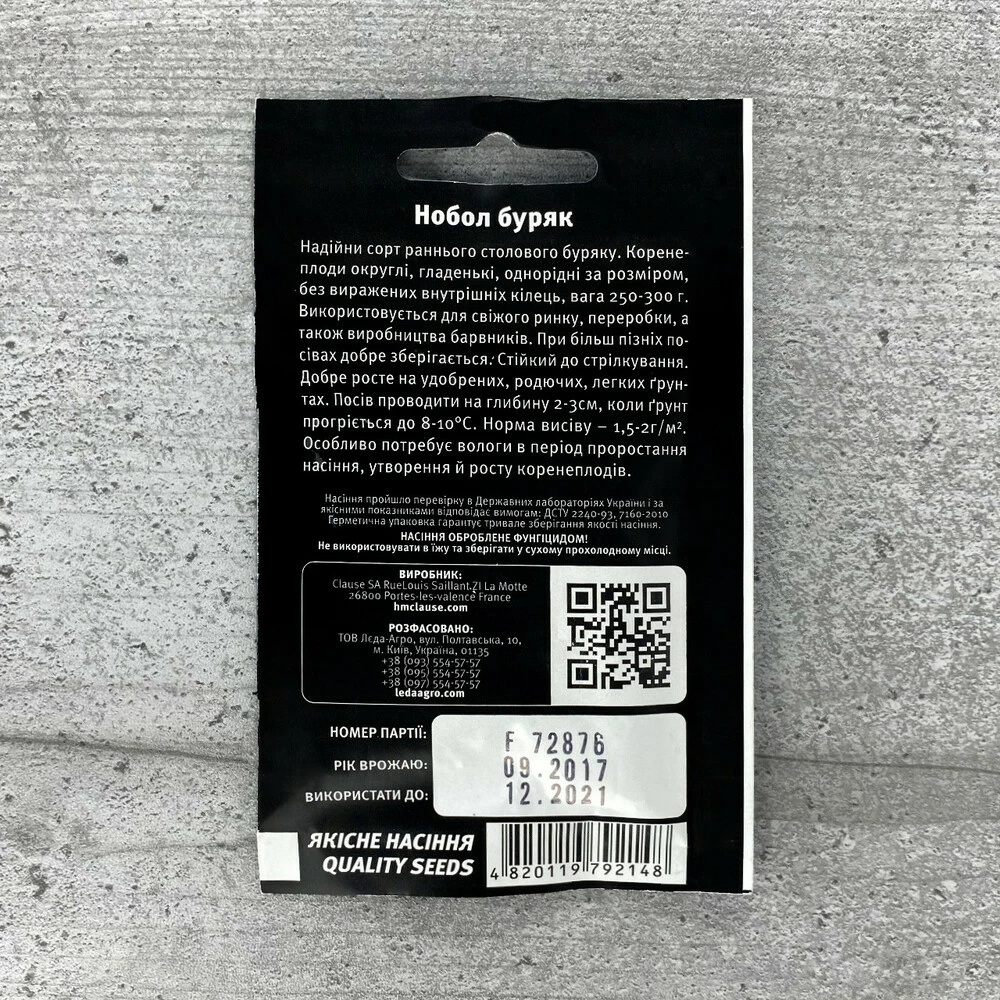 Нобол буряк
Надійни сорт раннього столового буряку. Корене-
плоди округлі, гладенькі, однорідні за розміром,
без виражених внутрішніх кілець, вага 250-300 г.
Використовується для свіжого ринку, переробки, а
також виробництва барвників. При більш пізніх по-
сівах добре зберігається. Стійкий до стрілкування.
Добре росте на удобрених, родючих, легких ґрун-
тах. Посів проводити на глибину 2-3см, коли ґрунт
прогріється до 8-10°С. Норма висіву – 1,5-2г/м².
Особливо потребує вологи в період проростання
насіння, утворення й росту коренеплодів.
Насіння пройшло перевірку в Державних лабораторіях України і за
якісними показниками відповідає вимогам: ДСТУ 2240-93, 7160-2010
Герметична упаковка гарантує тривале зберігання якості насіння.
НАСІННЯ ОБРОБЛЕНЕ ФУНГІЦИДОМ!
Не використовувати в їжу та зберігати у сухому прохолодному місці.
ВИРОБНИК:
Clause SA RueLouis Saillant,ZI La Motte
26800 Portes-les-valence France
hmclause.com
РОЗФАСОВАНО:
ТОВ Лєда-Агро, вул. Полтавська, 10,
м. Київ, Україна, 01135
+38 (093) 554-57-57
+38 (095) 554-57-57
+38 (097) 554-57-57
ledaagro.com
НОМЕР ПАРТІЇ: F 72876
РІК ВРОЖАЮ: 09.2017
ВИКОРИСТАТИ ДО: 12.2021
ЯКІСНЕ НАСІННЯ
QUALITY SEEDS
4 820119 792148